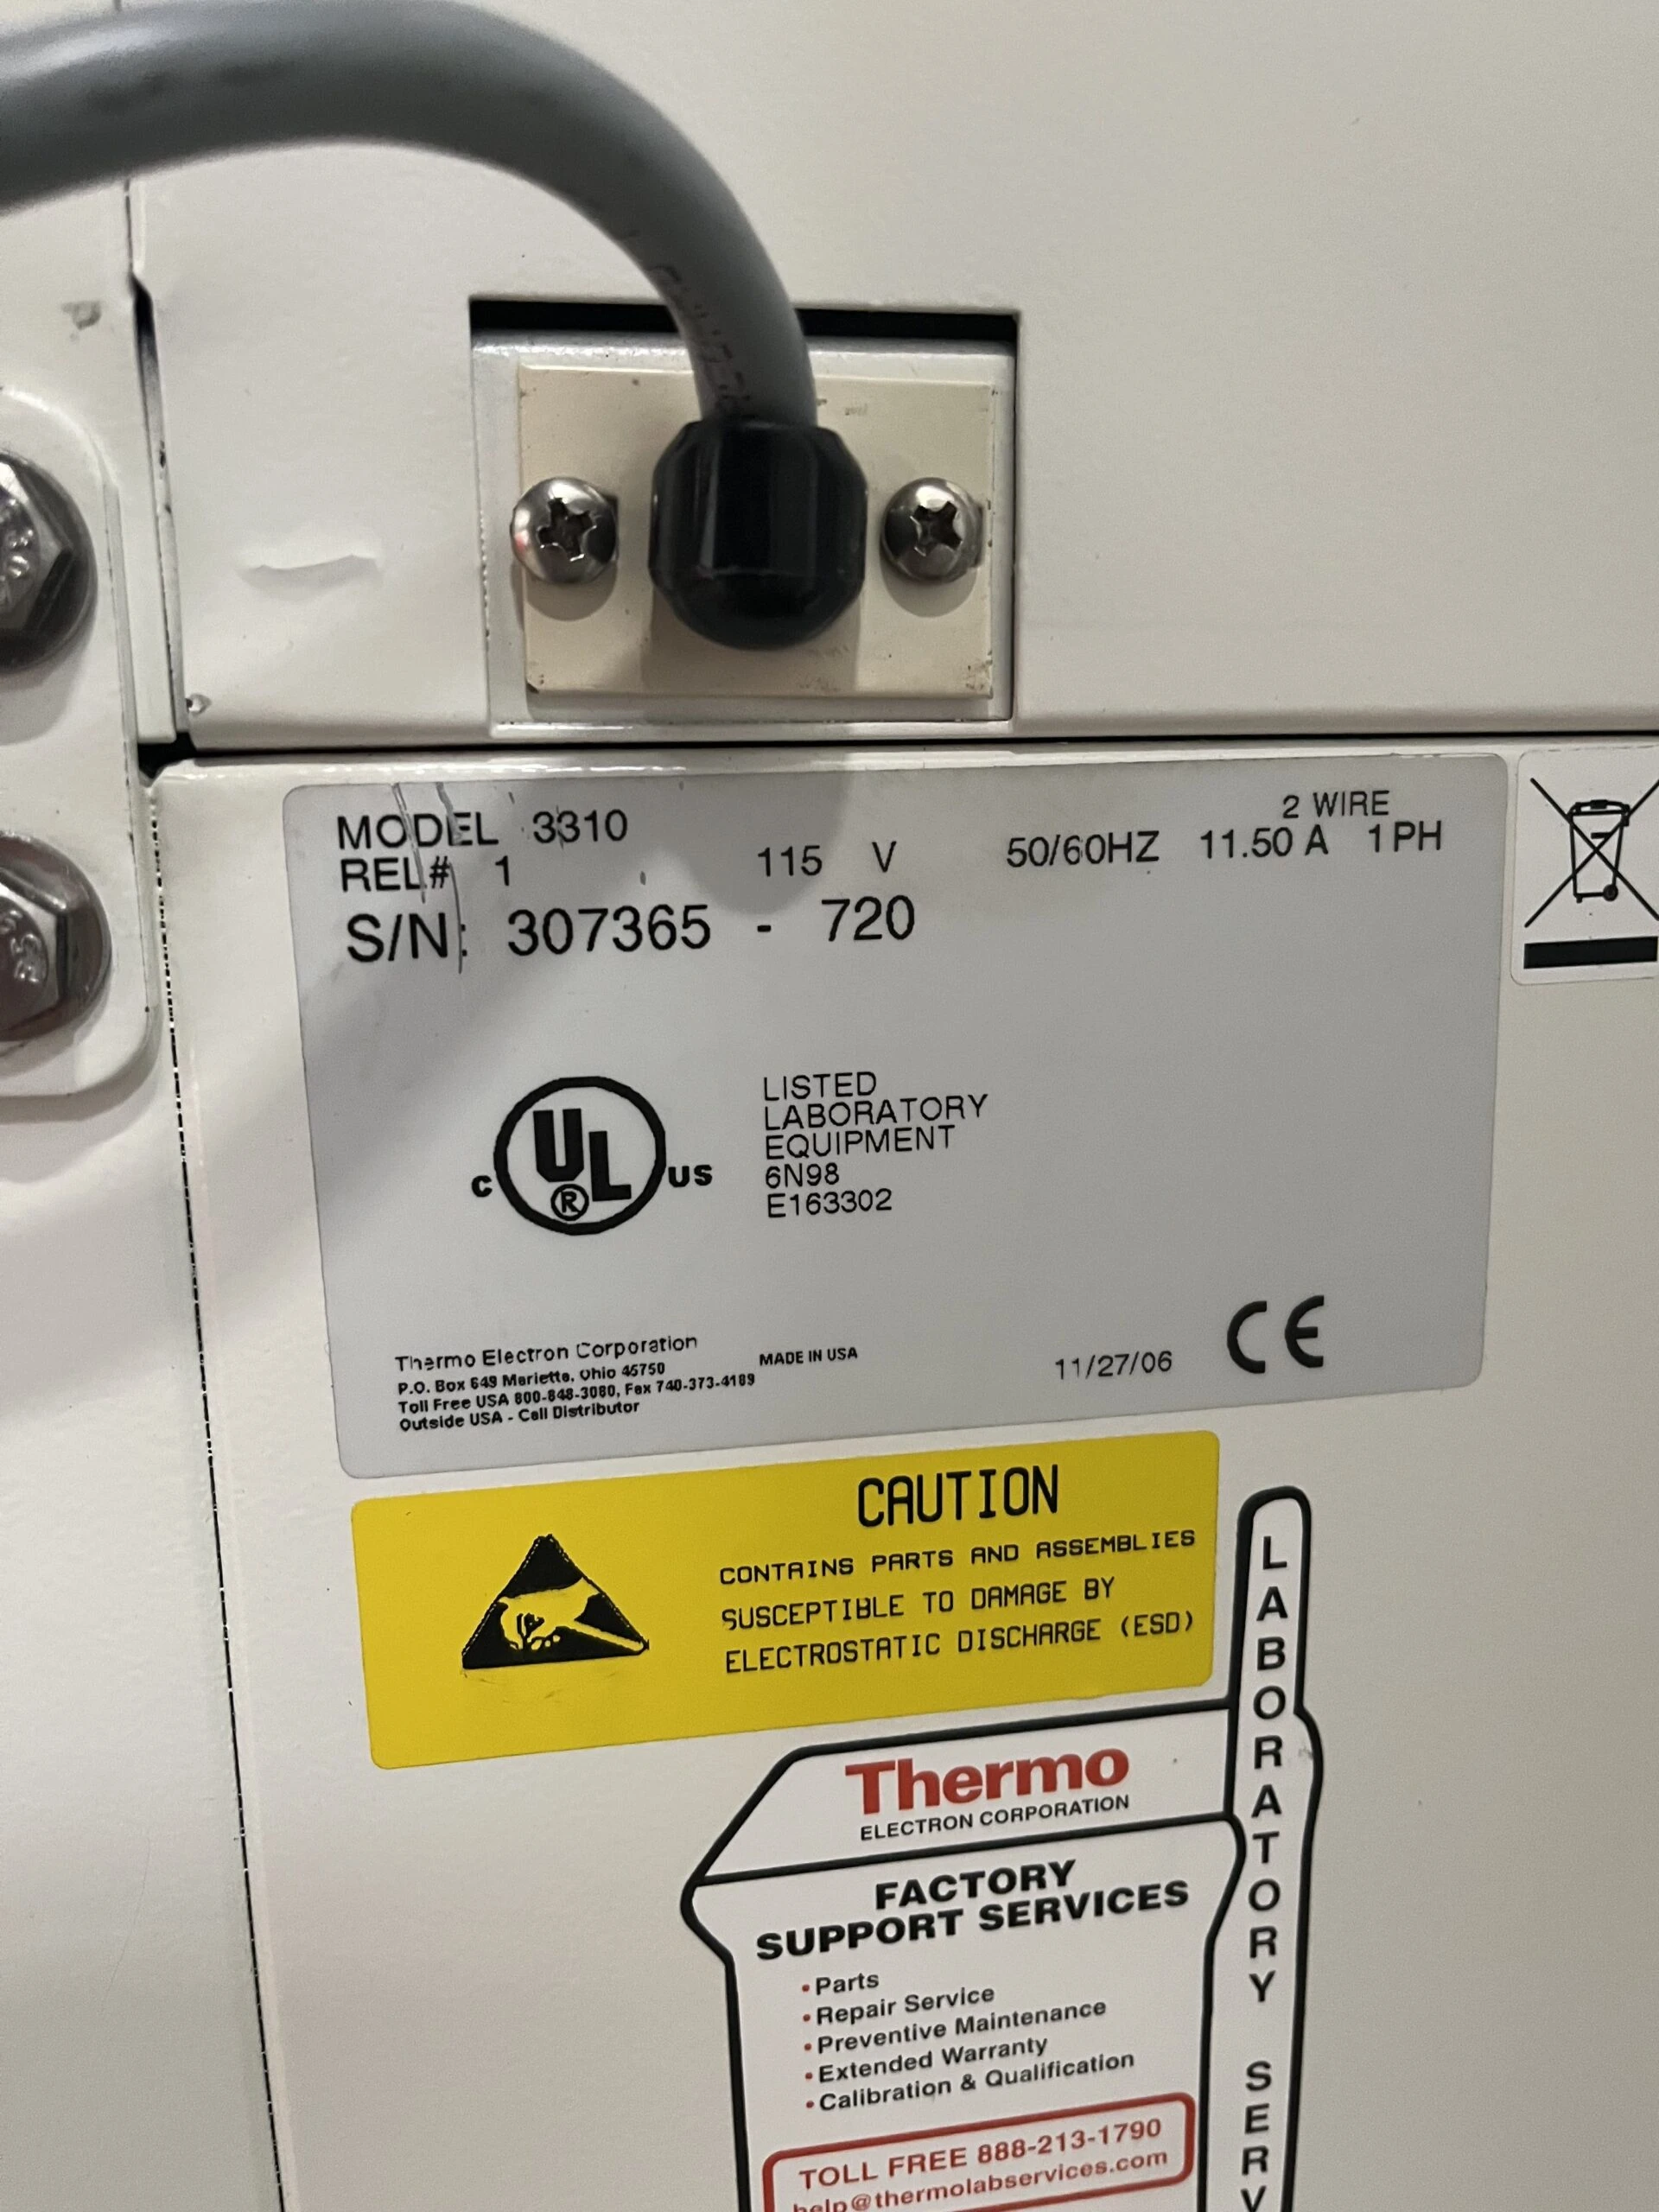 MODEL 3310
2 WIRE
REL# 1 115 V 50/60HZ 11.50 A 1PH
S/N: 307365 - 720
UL
®
C US
LISTED
LABORATORY
EQUIPMENT
6N98
E163302
Thermo Electron Corporation
P.O. Box 649 Marietta, Ohio 45750
Toll Free USA 800-848-3080, Fax 740-373-4189
Outside USA - Call Distributor
MADE IN USA
11/27/06
CE
CAUTION
CONTAINS PARTS AND ASSEMBLIES
SUSCEPTIBLE TO DAMAGE BY
ELECTROSTATIC DISCHARGE (ESD)
Thermo
ELECTRON CORPORATION
FACTORY
SUPPORT SERVICES
• Parts
• Repair Service
• Preventive Maintenance
• Extended Warranty
• Calibration & Qualification
TOLL FREE 888-213-1790
help@thermolabservices.com
LABORATORY SERV